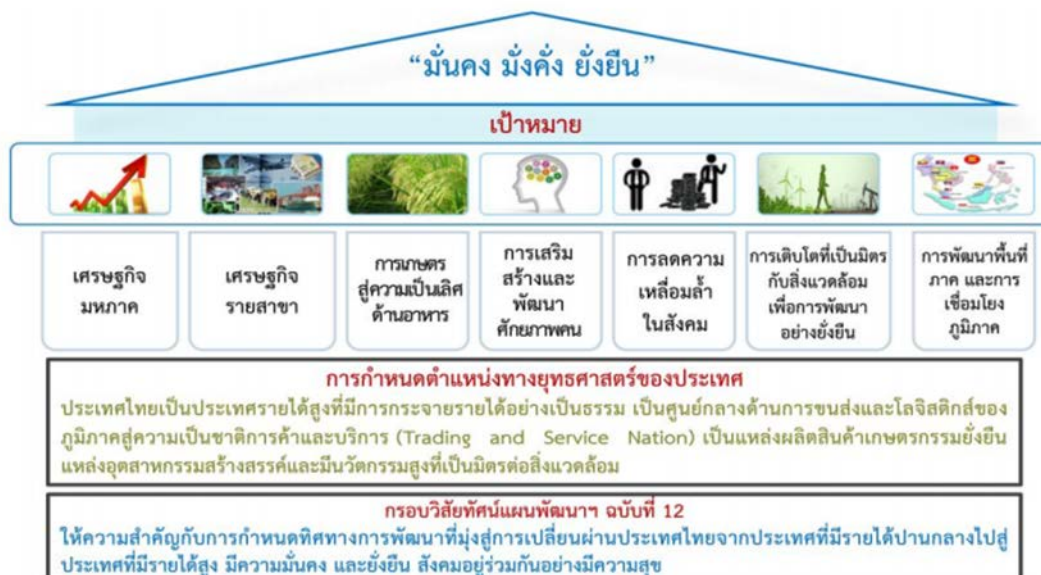 “มั่นคง มั่งคั่ง ยั่งยืน”
เป้าหมาย
เศรษฐกิจ
มหภาค
เศรษฐกิจ
รายสาขา
การเกษตร
สู่ความเป็นเลิศ
ด้านอาหาร
การเสริม
สร้างและ
พัฒนา
ศักยภาพคน
การลดความ
เหลื่อมล้ำ
ในสังคม
การเติบโตที่เป็นมิตร
กับสิ่งแวดล้อม
เพื่อการพัฒนา
อย่างยั่งยืน
การพัฒนาพื้นที่
ภาค และการ
เชื่อมโยง
ภูมิภาค
การกำหนดตำแหน่งทางยุทธศาสตร์ของประเทศ
ประเทศไทยเป็นประเทศรายได้สูงที่มีการกระจายรายได้อย่างเป็นธรรม เป็นศูนย์กลางด้านการขนส่งและโลจิสติกส์ของ
ภูมิภาคสู่ความเป็นชาติการค้าและบริการ (Trading and Service Nation) เป็นแหล่งผลิตสินค้าเกษตรกรรมยั่งยืน
แหล่งอุตสาหกรรมสร้างสรรค์และมีนวัตกรรมสูงที่เป็นมิตรต่อสิ่งแวดล้อม
กรอบวิสัยทัศน์แผนพัฒนาฯ ฉบับที่ 12
ให้ความสำคัญกับการกำหนดทิศทางการพัฒนาที่มุ่งสู่การเปลี่ยนผ่านประเทศไทยจากประเทศที่มีรายได้ปานกลางไปสู่
ประเทศที่มีรายได้สูง มีความมั่นคง และยั่งยืน สังคมอยู่ร่วมกันอย่างมีความสุข